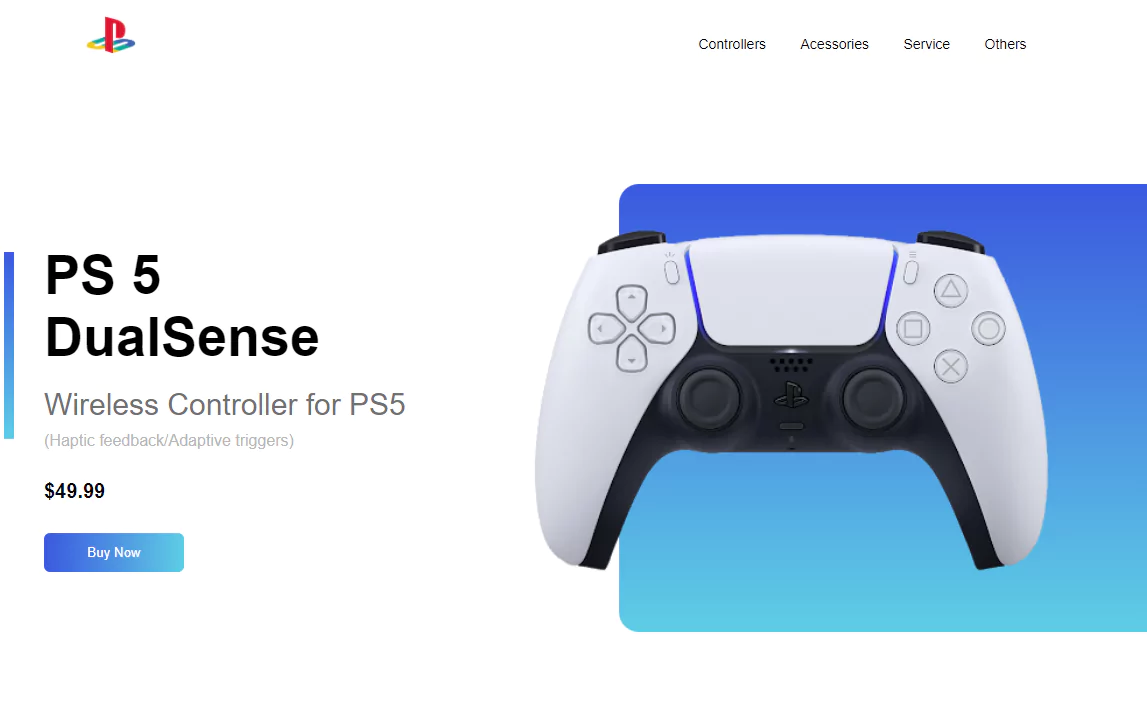 Controllers
Acessories
Service
Others
PS 5
DualSense
Wireless Controller for PS5
(Haptic feedback/Adaptive triggers)
$49.99
Buy Now